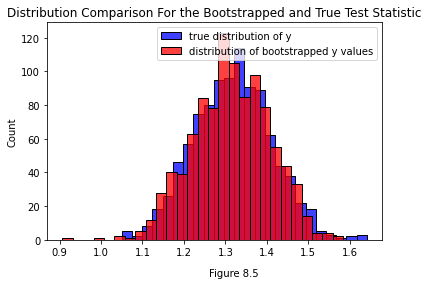 Distribution Comparison For the Bootstrapped and True Test Statistic
true distribution of y
distribution of bootstrapped y values
120
100
80
60
40
20
0
Count
0.9 1.0 1.1 1.2 1.3 1.4 1.5 1.6
Figure 8.5